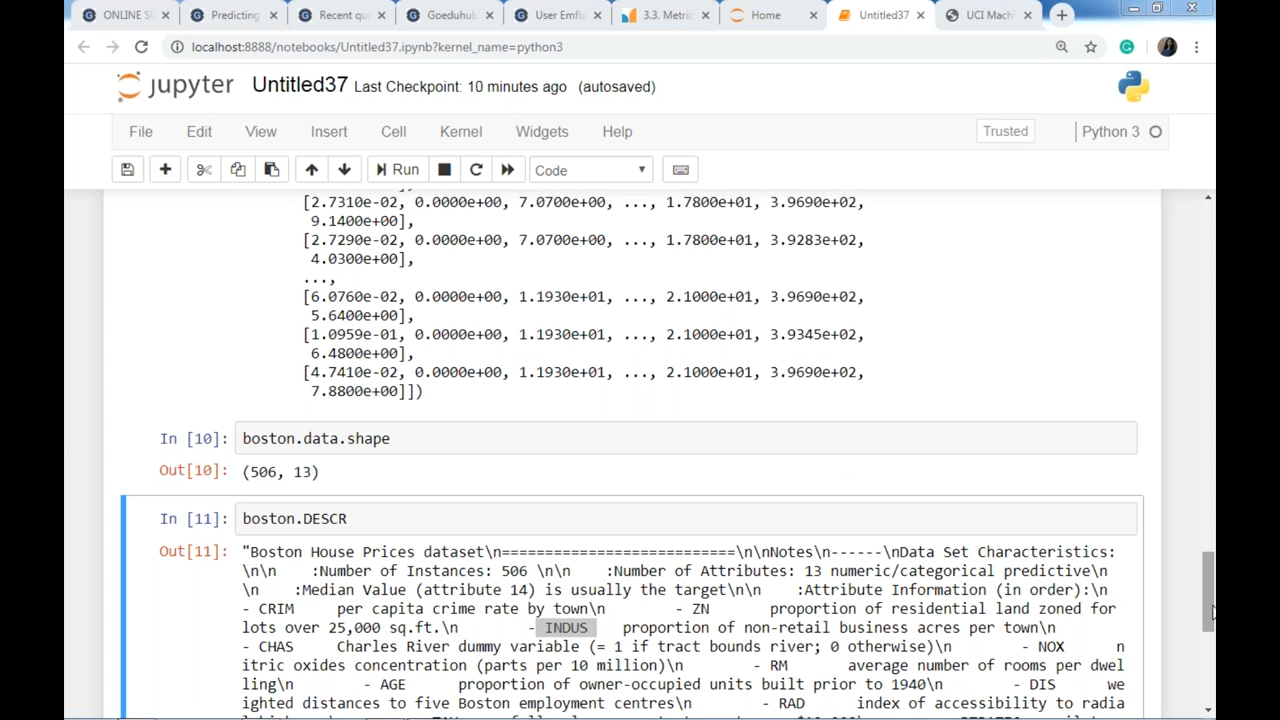 ONLINE SU
Predicting
Recent qu
Goeduhub
User Emflu
3.3. Metric
Home
Untitled37
UCI Machi
localhost:8888/notebooks/Untitled37.ipynb?kernel_name=python3
jupyter Untitled37 Last Checkpoint: 10 minutes ago (autosaved)
File Edit View Insert Cell Kernel Widgets Help Trusted Python 3
Run Code
[2.7310e-02, 0.0000e+00, 7.0700e+00, ..., 1.7800e+01, 3.9690e+02,
9.1400e+00],
[2.7290e-02, 0.0000e+00, 7.0700e+00, ..., 1.7800e+01, 3.9283e+02,
4.0300e+00],
...,
[6.0760e-02, 0.0000e+00, 1.1930e+01, ..., 2.1000e+01, 3.9690e+02,
5.6400e+00],
[1.0959e-01, 0.0000e+00, 1.1930e+01, ..., 2.1000e+01, 3.9345e+02,
6.4800e+00],
[4.7410e-02, 0.0000e+00, 1.1930e+01, ..., 2.1000e+01, 3.9690e+02,
7.8800e+00]])
In [10]: boston.data.shape
Out[10]: (506, 13)
In [11]: boston.DESCR
Out[11]: "Boston House Prices dataset\n===========================\n\nNotes\n------\nData Set Characteristics:
\n\n :Number of Instances: 506 \n\n :Number of Attributes: 13 numeric/categorical predictive\n
\n :Median Value (attribute 14) is usually the target\n\n :Attribute Information (in order):\n
- CRIM per capita crime rate by town\n - ZN proportion of residential land zoned for
lots over 25,000 sq.ft.\n - INDUS proportion of non-retail business acres per town\n
- CHAS Charles River dummy variable (= 1 if tract bounds river; 0 otherwise)\n - NOX n
itric oxides concentration (parts per 10 million)\n - RM average number of rooms per dwel
ling\n - AGE proportion of owner-occupied units built prior to 1940\n - DIS we
ighted distances to five Boston employment centres\n - RAD index of accessibility to radia